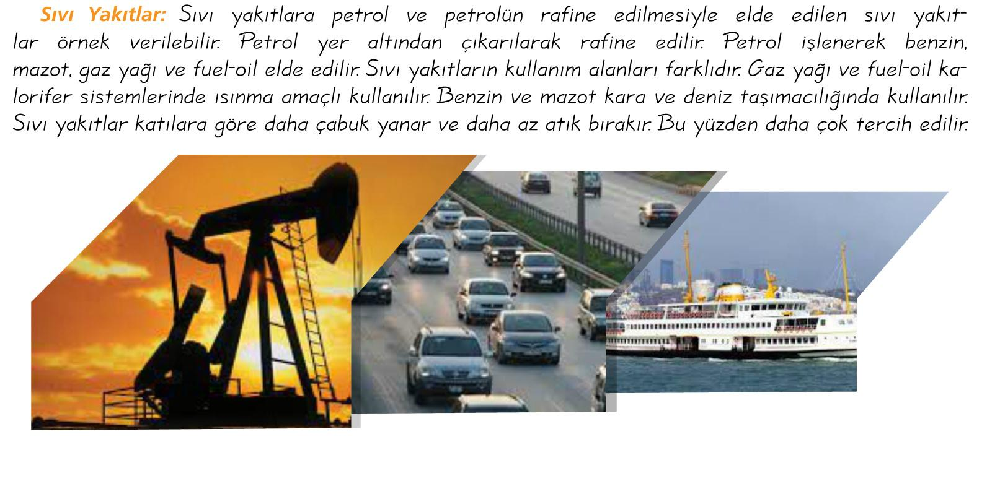 Sıvı Yakıtlar: Sıvı yakıtlara petrol ve petrolün rafine edilmesiyle elde edilen sıvı yakıt-
lar örnek verilebilir. Petrol yer altından çıkarılarak rafine edilir. Petrol işlenerek benzin,
mazot, gaz yağı ve fuel-oil elde edilir. Sıvı yakıtların kullanım alanları farklıdır. Gaz yağı ve fuel-oil ka-
lorifer sistemlerinde ısınma amaçlı kullanılır. Benzin ve mazot kara ve deniz taşımacılığında kullanılır.
Sıvı yakıtlar katılara göre daha çabuk yanar ve daha az atık bırakır. Bu yüzden daha çok tercih edilir.